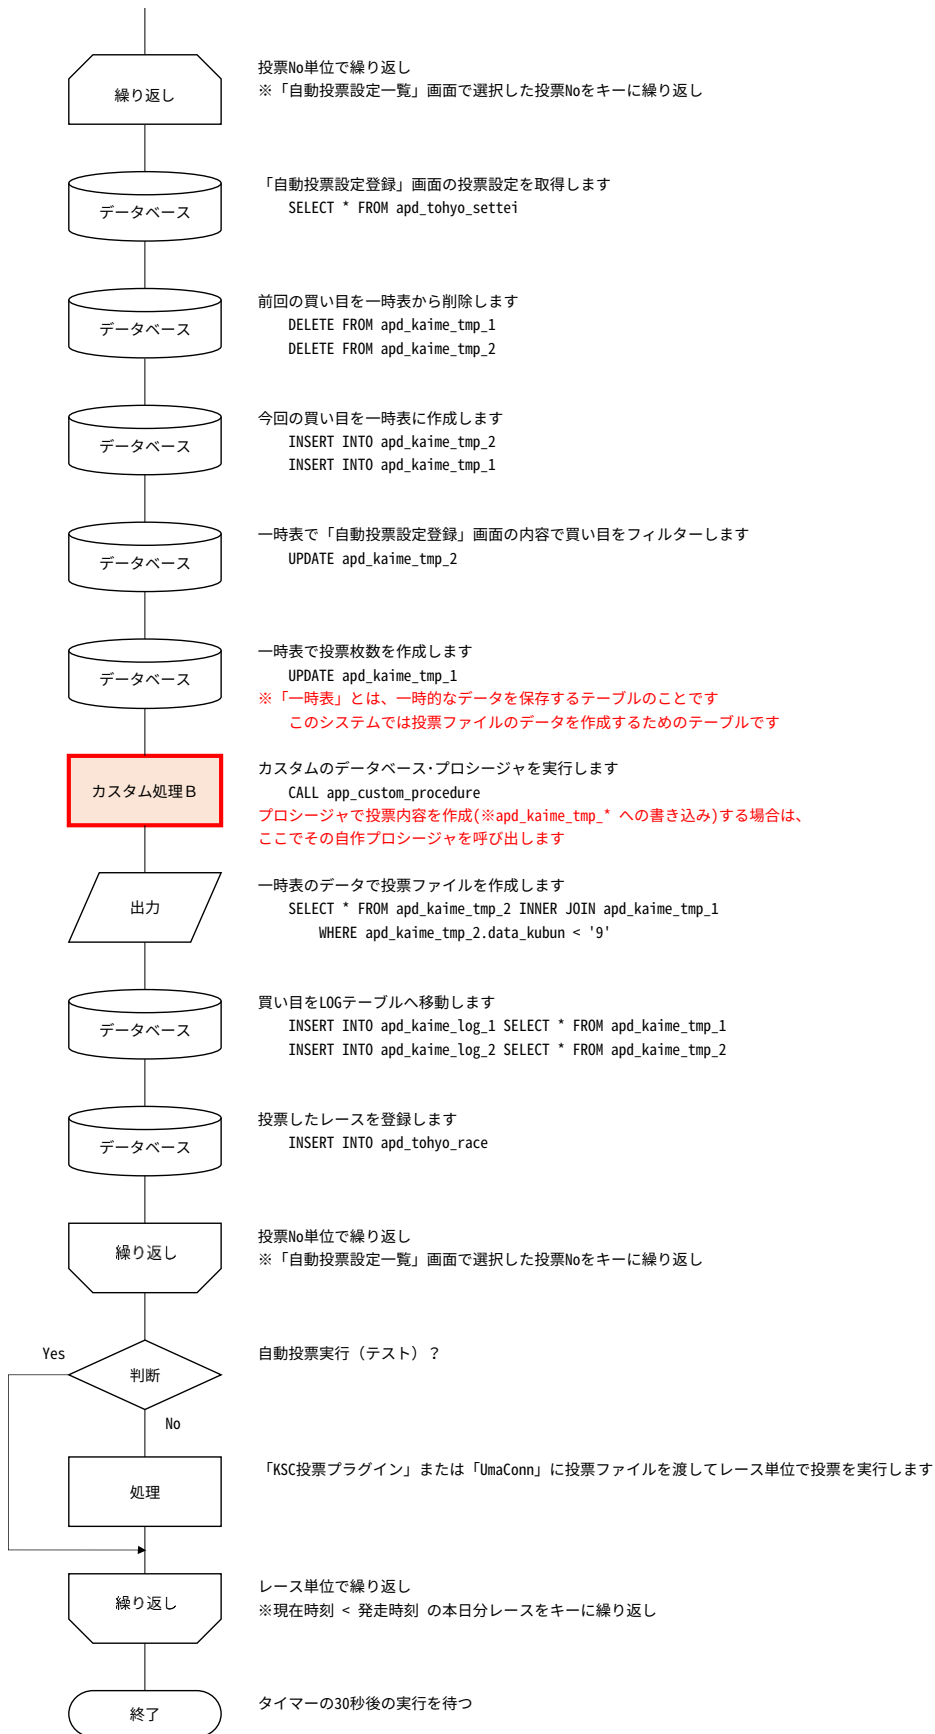 繰り返し
投票No単位で繰り返し
※「自動投票設定一覧」画面で選択した投票Noをキーに繰り返し
データベース
「自動投票設定登録」画面の投票設定を取得します
SELECT * FROM apd_tohyo_settei
データベース
前回の買い目を一時表から削除します
DELETE FROM apd_kaime_tmp_1
DELETE FROM apd_kaime_tmp_2
データベース
今回の買い目を一時表に作成します
INSERT INTO apd_kaime_tmp_2
INSERT INTO apd_kaime_tmp_1
データベース
一時表で「自動投票設定登録」画面の内容で買い目をフィルターします
UPDATE apd_kaime_tmp_2
データベース
一時表で投票枚数を作成します
UPDATE apd_kaime_tmp_1
※「一時表」とは、一時的なデータを保存するテーブルのことです
このシステムでは投票ファイルのデータを作成するためのテーブルです
カスタム処理Ｂ
カスタムのデータベース･プロシージャを実行します
CALL app_custom_procedure
プロシージャで投票内容を作成(※apd_kaime_tmp_* への書き込み)する場合は、
ここでその自作プロシージャを呼び出します
出力
一時表のデータで投票ファイルを作成します
SELECT * FROM apd_kaime_tmp_2 INNER JOIN apd_kaime_tmp_1
WHERE apd_kaime_tmp_2.data_kubun < '9'
データベース
買い目をLOGテーブルへ移動します
INSERT INTO apd_kaime_log_1 SELECT * FROM apd_kaime_tmp_1
INSERT INTO apd_kaime_log_2 SELECT * FROM apd_kaime_tmp_2
データベース
投票したレースを登録します
INSERT INTO apd_tohyo_race
繰り返し
投票No単位で繰り返し
※「自動投票設定一覧」画面で選択した投票Noをキーに繰り返し
Yes
判断
自動投票実行（テスト）？
No
処理
「KSC投票プラグイン」または「UmaConn」に投票ファイルを渡してレース単位で投票を実行します
繰り返し
レース単位で繰り返し
※現在時刻 < 発走時刻 の本日分レースをキーに繰り返し
終了
タイマーの30秒後の実行を待つ